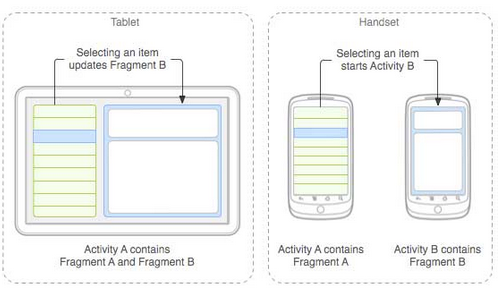 Tablet
Selecting an item
updates Fragment B
Activity A contains
Fragment A and Fragment B
Handset
Selecting an item
starts Activity B
Activity A contains
Fragment A
Activity B contains
Fragment B